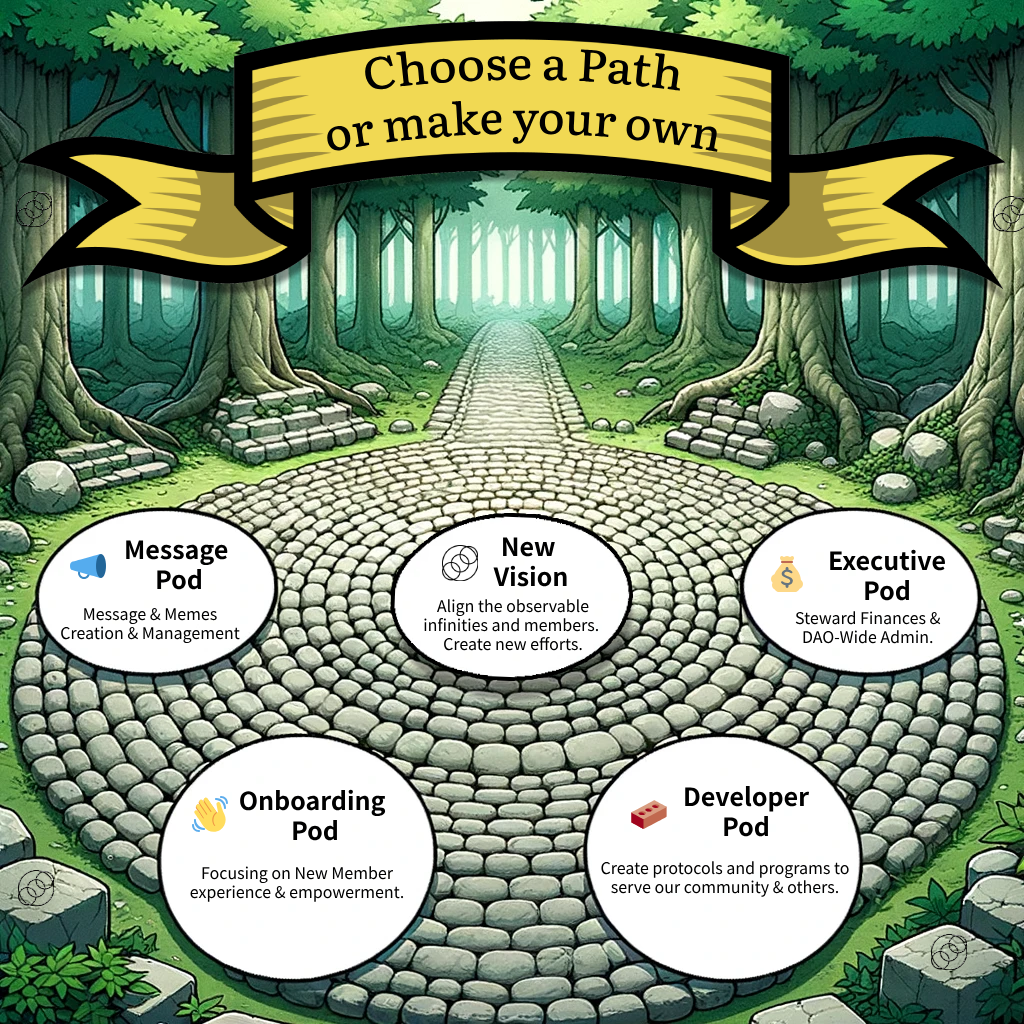 Choose a Path
or make your own
Message
Pod
Message & Memes
Creation & Management
New
Vision
Align the observable
infinities and members.
Create new efforts.
Executive
Pod
Steward Finances &
DAO-Wide Admin.
Onboarding
Pod
Focusing on New Member
experience & empowerment.
Developer
Pod
Create protocols and programs to
serve our community & others.